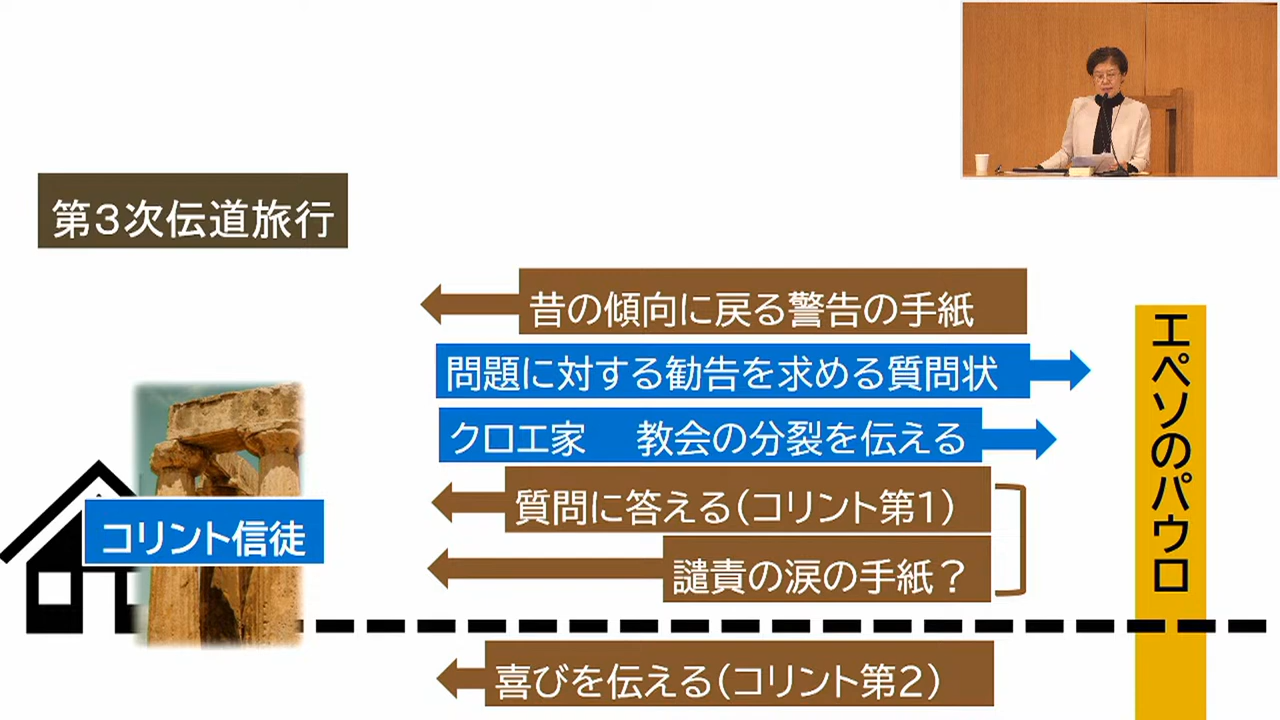 第３次伝道旅行
昔の傾向に戻る警告の手紙
問題に対する勧告を求める質問状
クロエ家　教会の分裂を伝える
質問に答える（コリント第１）
譴責の涙の手紙？
喜びを伝える（コリント第２）
コリント信徒
エペソのパウロ